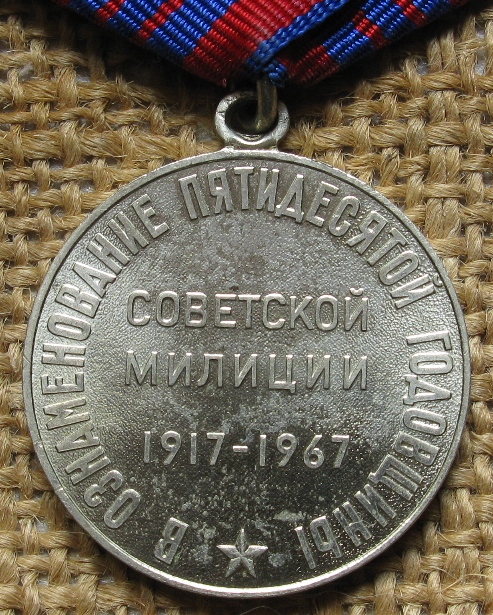 В ОЗНАМЕНОВАНИЕ ПЯТИДЕСЯТОЙ ГОДОВЩИНЫ
СОВЕТСКОЙ
МИЛИЦИИ
1917-1967